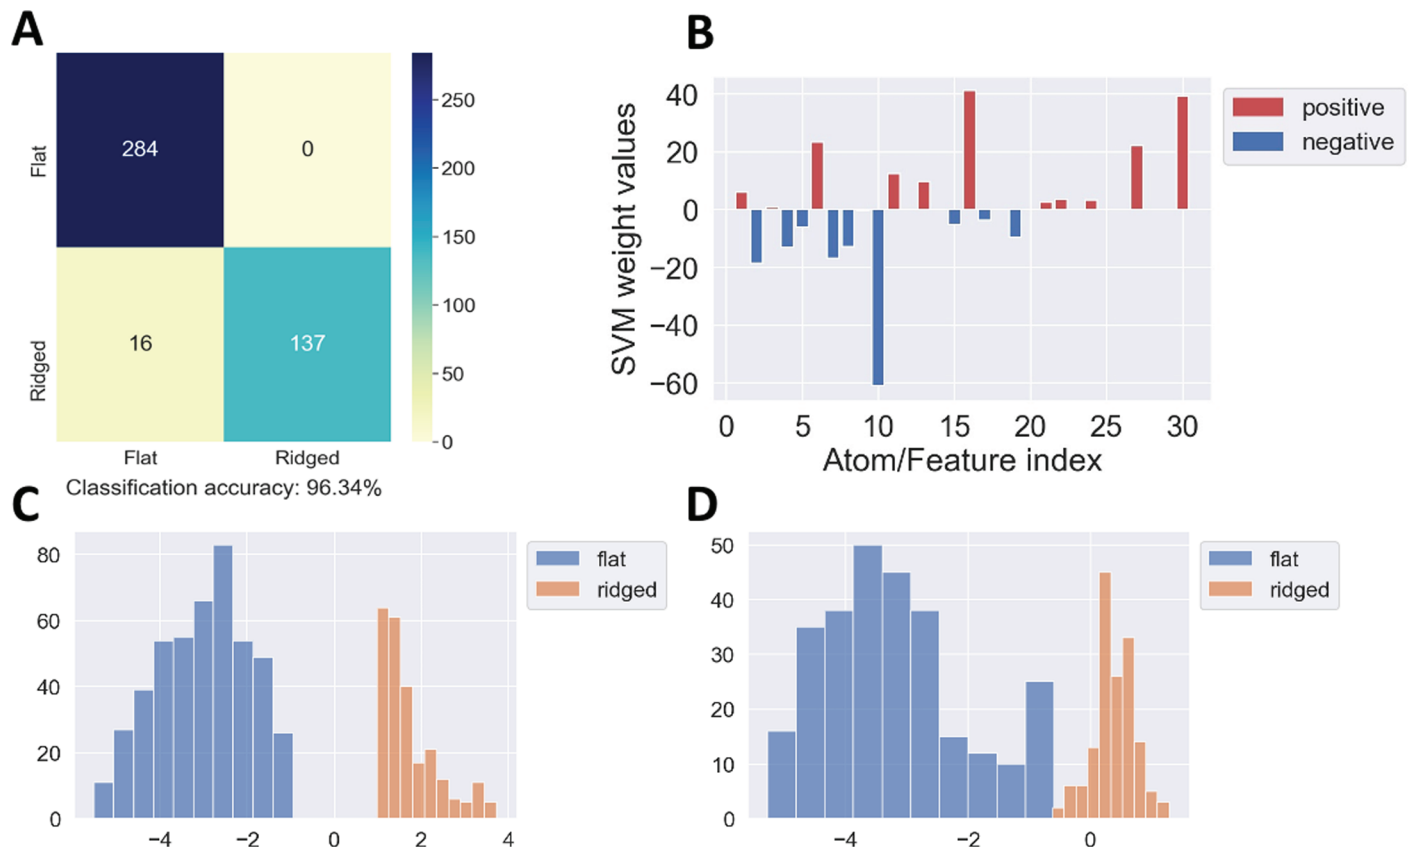 A
Flat
Ridged
284
0
16
137
250
200
150
100
50
0
Flat
Ridged
Classification accuracy: 96.34%
B
SVM weight values
40
20
0
−20
−40
−60
0
5
10
15
20
25
30
Atom/Feature index
positive
negative
C
80
60
40
20
0
−4
−2
0
2
4
flat
ridged
D
50
40
30
20
10
0
−4
−2
0
flat
ridged